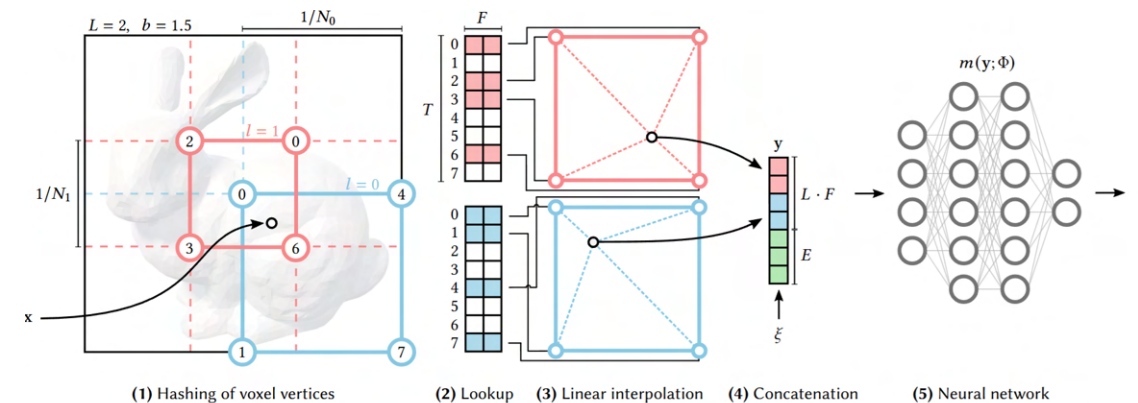 L = 2, b = 1.5
1/N₀
l = 1
2
0
1/N₁
l = 0
0
4
3
6
x
1
7
F
T
0
1
2
3
4
5
6
7
0
1
2
3
4
5
6
7
y
L · F
E
ξ
m(y; Φ)
(1) Hashing of voxel vertices
(2) Lookup
(3) Linear interpolation
(4) Concatenation
(5) Neural network